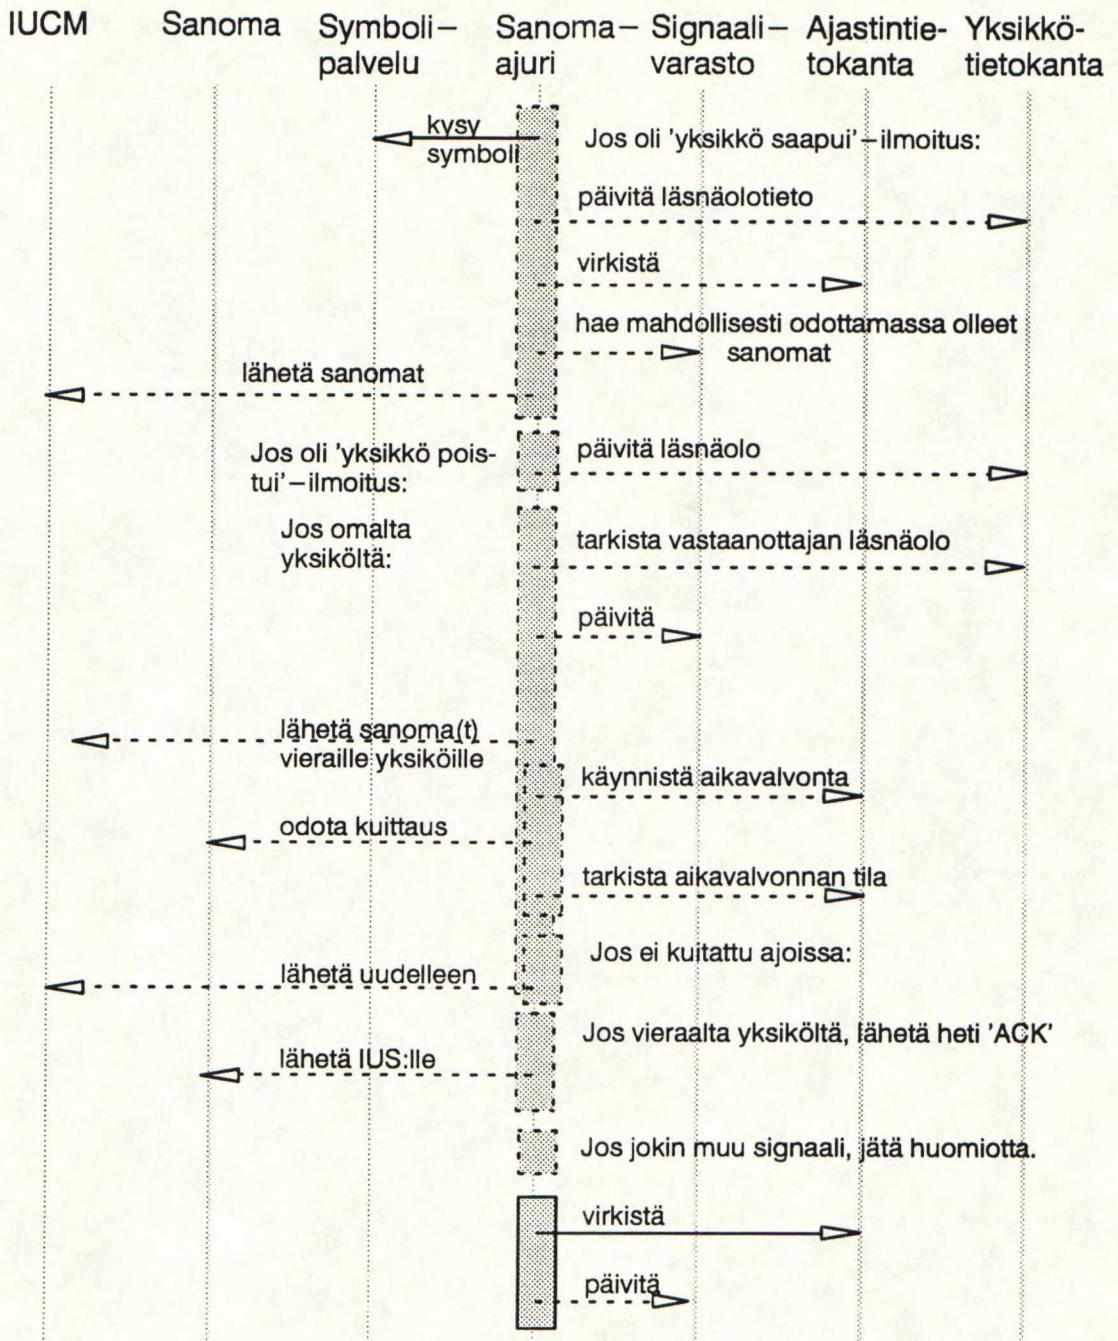 IUCM Sanoma Symboli– Sanoma– Signaali– Ajastintie- Yksikkö-
palvelu ajuri varasto tokanta tietokanta
kysy
symboli
Jos oli 'yksikkö saapui'–ilmoitus:
päivitä läsnäolotieto
virkistä
hae mahdollisesti odottamassa olleet
sanomat
lähetä sanomat
Jos oli 'yksikkö pois-
tui'–ilmoitus:
päivitä läsnäolo
Jos omalta
yksiköltä:
tarkista vastaanottajan läsnäolo
päivitä
lähetä sanoma(t)
vieraille yksiköille
käynnistä aikavalvonta
odota kuittaus
tarkista aikavalvonnan tila
Jos ei kuitattu ajoissa:
lähetä uudelleen
Jos vieraalta yksiköltä, lähetä heti 'ACK'
lähetä IUS:lle
Jos jokin muu signaali, jätä huomiotta.
virkistä
päivitä